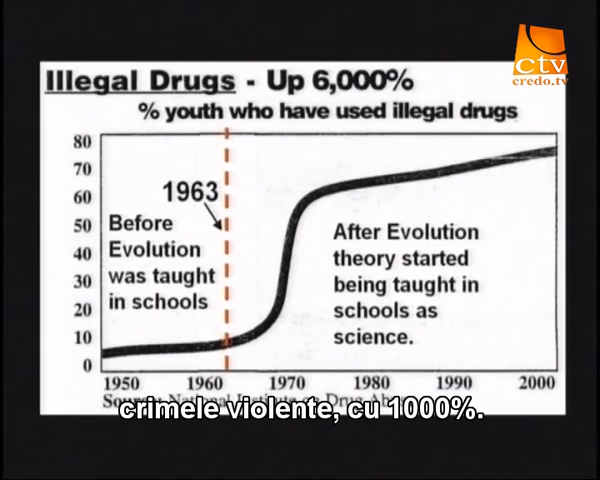 ctv
credo.tv
Illegal Drugs - Up 6,000%
% youth who have used illegal drugs
80
70
60
50
40
30
20
10
0
1963
Before
Evolution
was taught
in schools
After Evolution
theory started
being taught in
schools as
science.
1950 1960 1970 1980 1990 2000
crimele violente, cu 1000%.